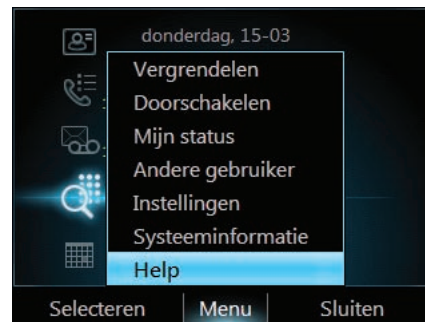 donderdag, 15-03
Vergrendelen
Doorschakelen
Mijn status
Andere gebruiker
Instellingen
Systeeminformatie
Help
Selecteren Menu Sluiten